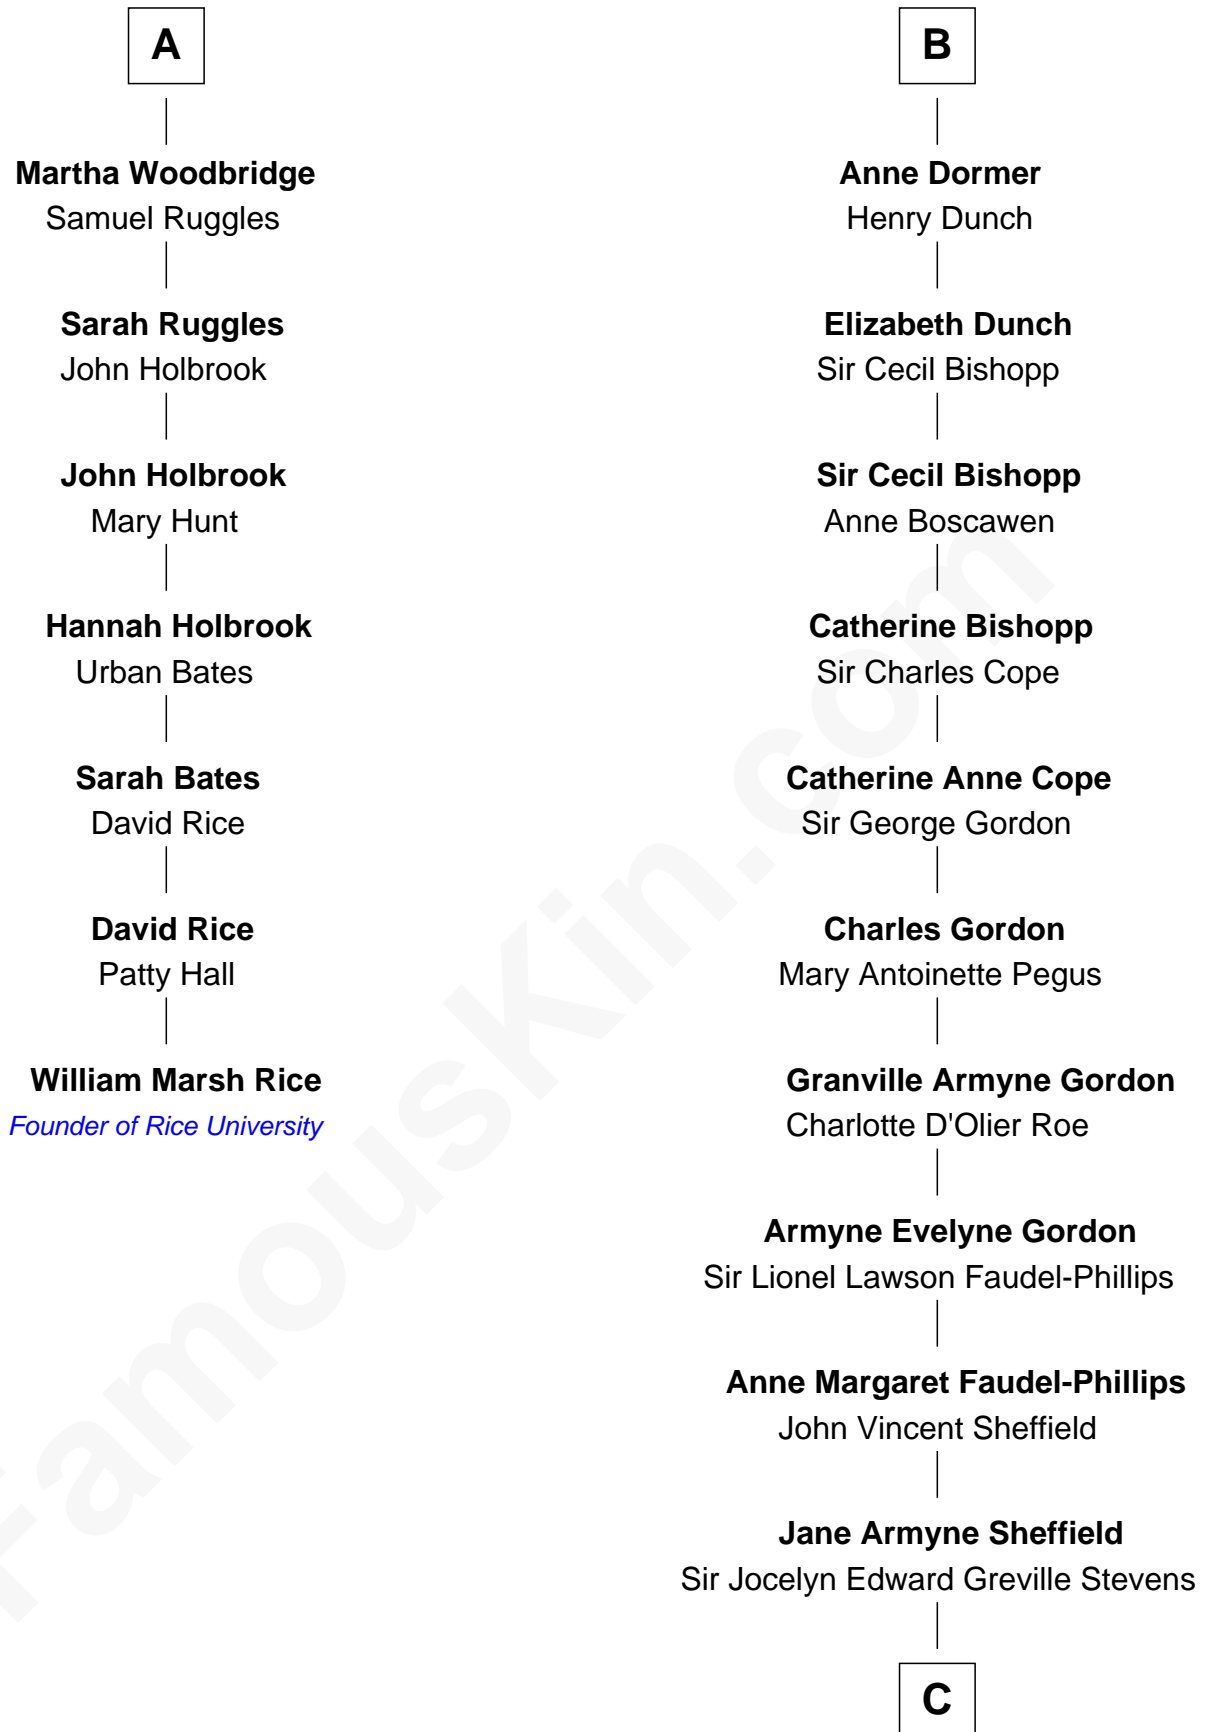 A
Martha Woodbridge
Samuel Ruggles
Sarah Ruggles
John Holbrook
John Holbrook
Mary Hunt
Hannah Holbrook
Urban Bates
Sarah Bates
David Rice
David Rice
Patty Hall
William Marsh Rice
Founder of Rice University
B
Anne Dormer
Henry Dunch
Elizabeth Dunch
Sir Cecil Bishopp
Sir Cecil Bishopp
Anne Boscawen
Catherine Bishopp
Sir Charles Cope
Catherine Anne Cope
Sir George Gordon
Charles Gordon
Mary Antoinette Pegus
Granville Armyne Gordon
Charlotte D'Olier Roe
Armyne Evelyne Gordon
Sir Lionel Lawson Faudel-Phillips
Anne Margaret Faudel-Phillips
John Vincent Sheffield
Jane Armyne Sheffield
Sir Jocelyn Edward Greville Stevens
C
FamousKin.com